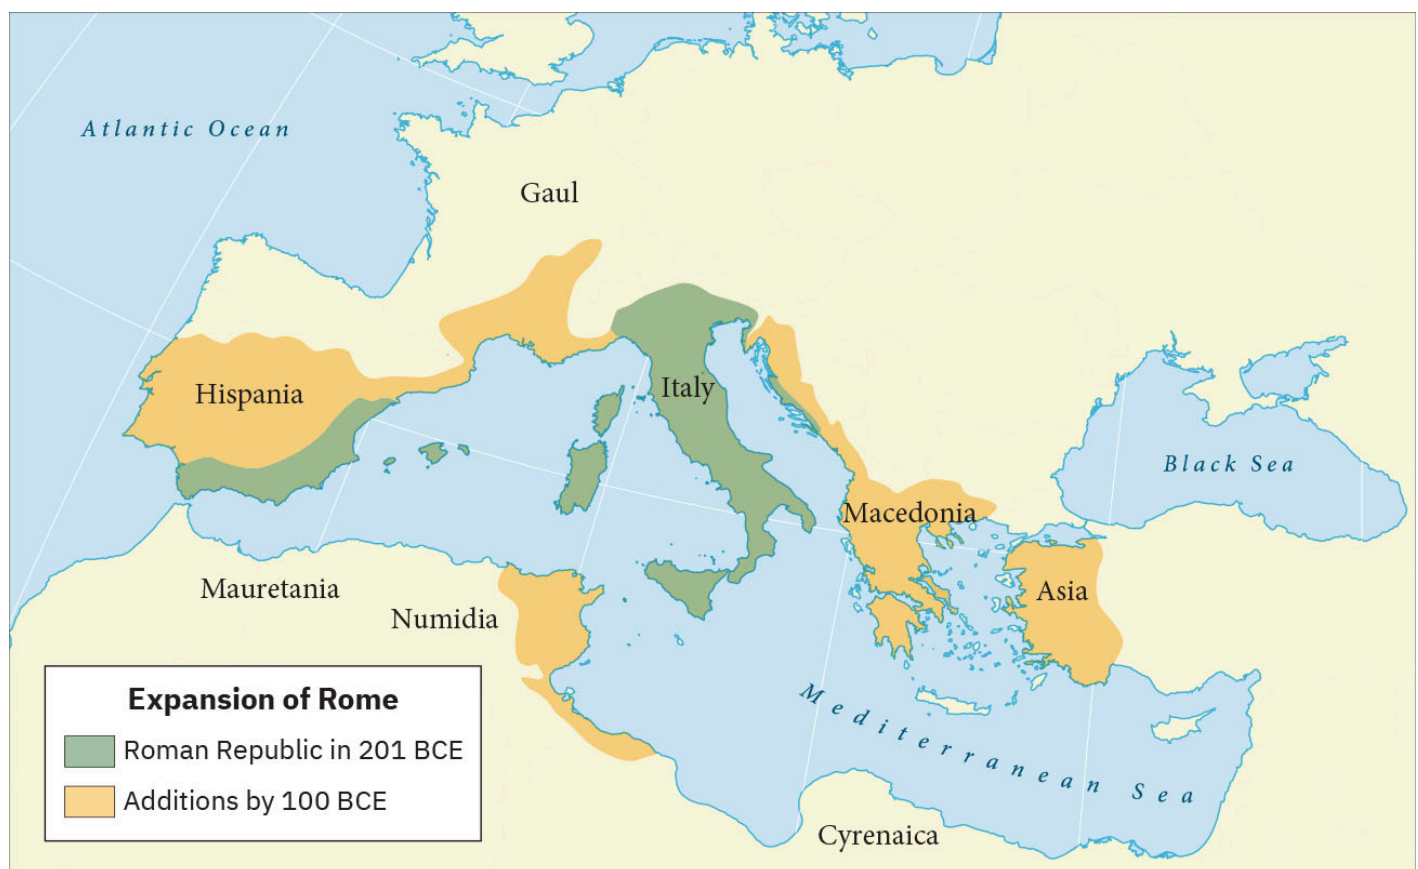 Atlantic Ocean
Gaul
Hispania
Italy
Black Sea
Macedonia
Asia
Mauretania
Numidia
Mediterranean Sea
Cyrenaica
Expansion of Rome
Roman Republic in 201 BCE
Additions by 100 BCE